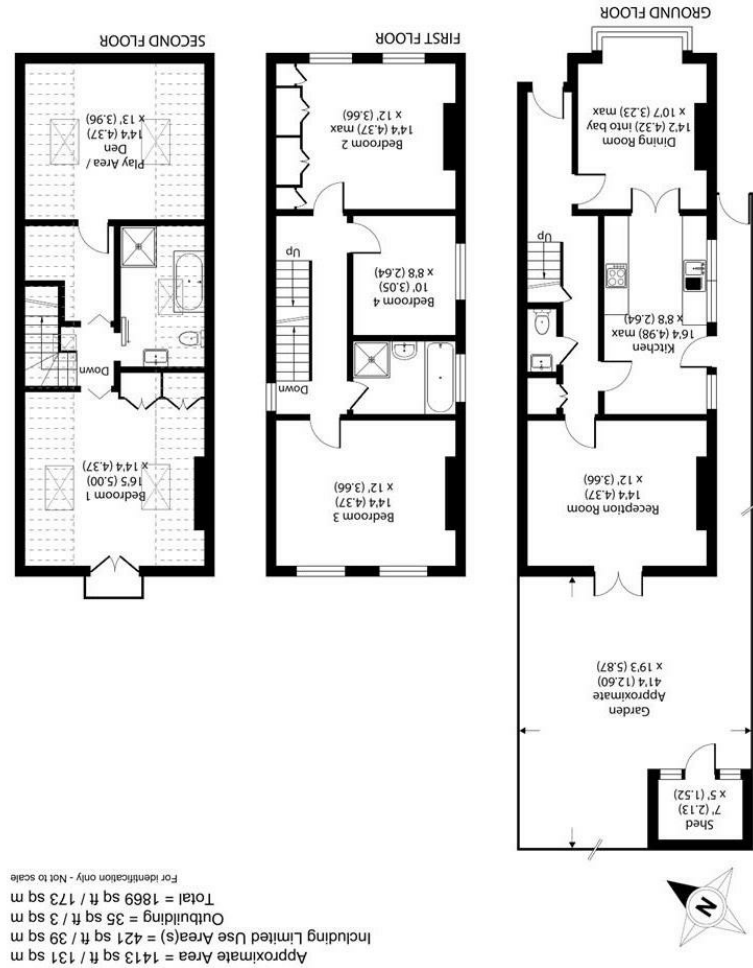 Approximate Area = 1413 sq ft / 131 sq m
Including Limited Use Area(s) = 421 sq ft / 39 sq m
Outbuilding = 35 sq ft / 3 sq m
Total = 1869 sq ft / 173 sq m
For identification only - Not to scale
N
Shed
7' (2.13)
x 5' (1.52)
Garden
Approximate
41'4 (12.60)
x 19'3 (5.87)
Reception Room
14'4 (4.37)
x 12' (3.66)
Kitchen
16'4 (4.98) max
x 8'8 (2.64)
Up
Dining Room
14'2 (4.32) into bay
x 10'7 (3.23) max
GROUND FLOOR
Bedroom 3
14'4 (4.37)
x 12' (3.66)
Down
Bedroom 4
10' (3.05)
x 8'8 (2.64)
Up
Bedroom 2
14'4 (4.37) max
x 12' (3.66)
FIRST FLOOR
Bedroom 1
16'5 (5.00)
x 14'4 (4.37)
Down
Play Area /
Den
14'4 (4.37)
x 13' (3.96)
SECOND FLOOR